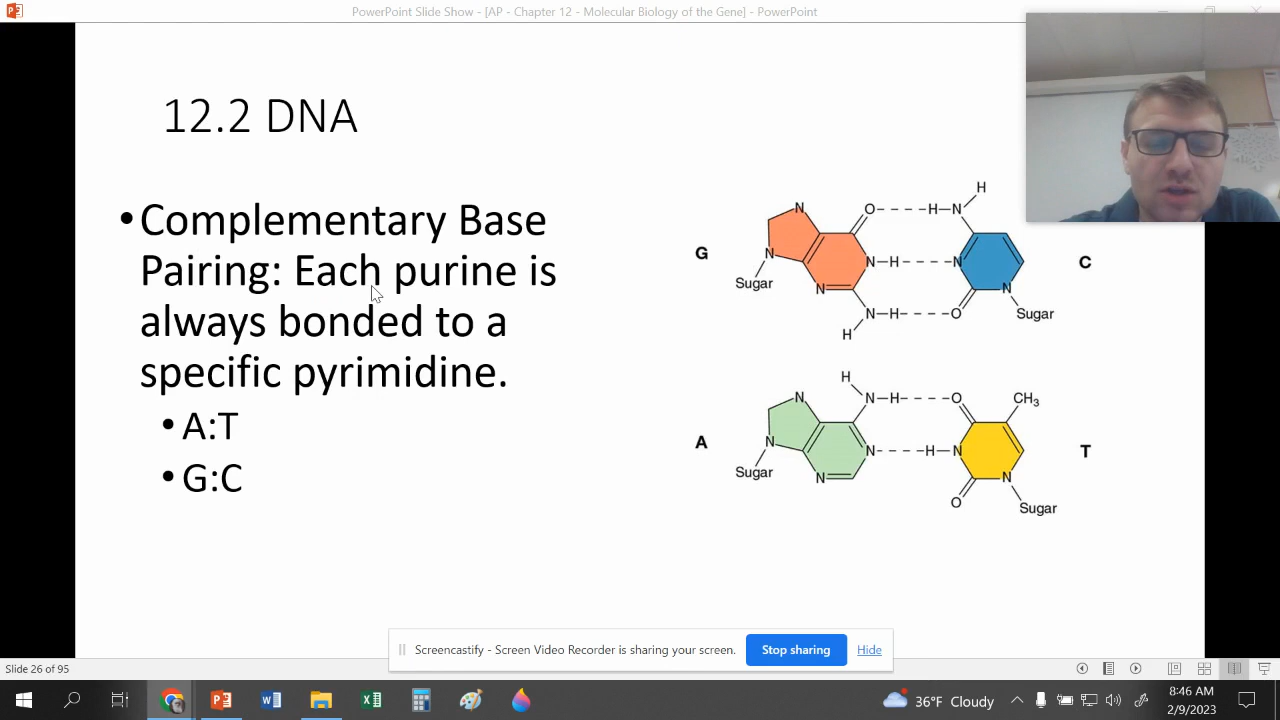 PowerPoint Slide Show - [AP - Chapter 12 - Molecular Biology of the Gene] - PowerPoint
12.2 DNA
•Complementary Base
Pairing: Each purine is
always bonded to a
specific pyrimidine.
•A:T
•G:C
H
N O H N
G N N H N C
Sugar N N H O N Sugar
H
H
N N H O CH₃
A N N H N T
Sugar N O N Sugar
Screencastify - Screen Video Recorder is sharing your screen. Stop sharing Hide
Slide 26 of 95
36°F Cloudy
8:46 AM
2/9/2023